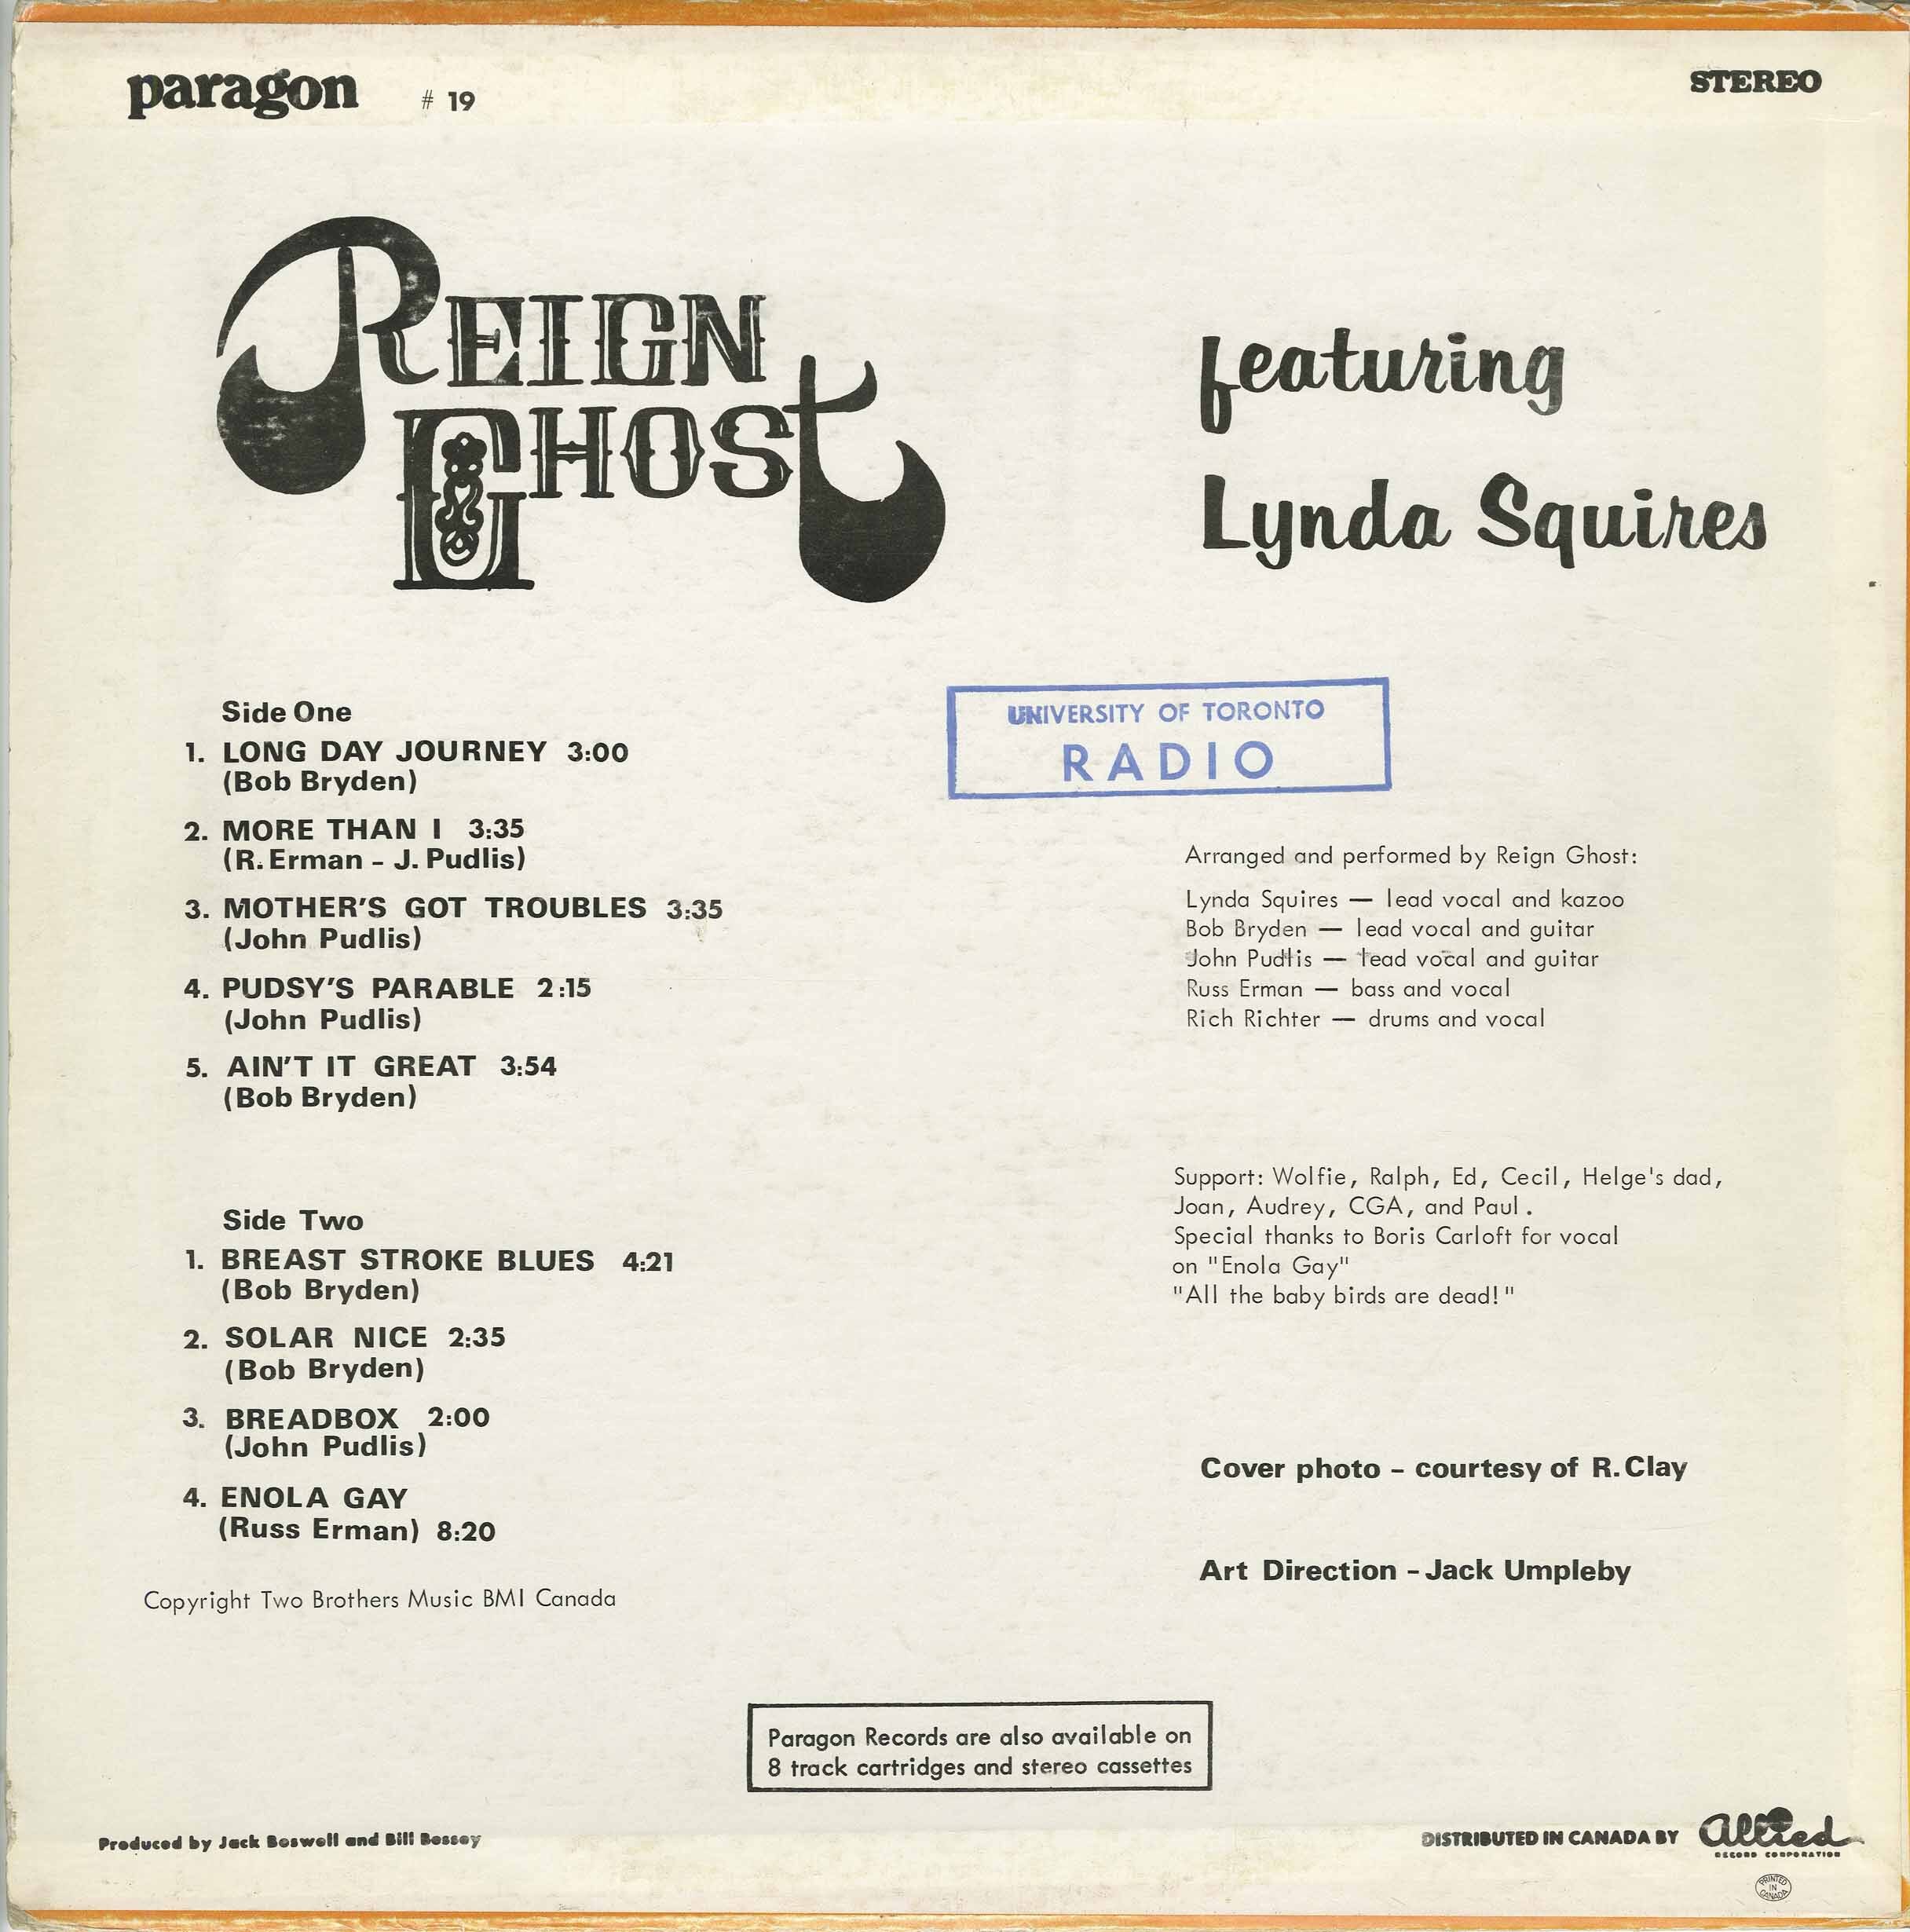 paragon # 19
STEREO
REIGN
GHOST
featuring
Lynda Squires
Side One
1. LONG DAY JOURNEY 3:00
(Bob Bryden)
2. MORE THAN I 3:35
(R. Erman - J. Pudlis)
3. MOTHER'S GOT TROUBLES 3:35
(John Pudlis)
4. PUDSY'S PARABLE 2:15
(John Pudlis)
5. AIN'T IT GREAT 3:54
(Bob Bryden)
Side Two
1. BREAST STROKE BLUES 4:21
(Bob Bryden)
2. SOLAR NICE 2:35
(Bob Bryden)
3. BREADBOX 2:00
(John Pudlis)
4. ENOLA GAY
(Russ Erman) 8:20
Copyright Two Brothers Music BMI Canada
UNIVERSITY OF TORONTO
RADIO
Arranged and performed by Reign Ghost:
Lynda Squires — lead vocal and kazoo
Bob Bryden — lead vocal and guitar
John Pudlis — lead vocal and guitar
Russ Erman — bass and vocal
Rich Richter — drums and vocal
Support: Wolfie, Ralph, Ed, Cecil, Helge's dad,
Joan, Audrey, CGA, and Paul.
Special thanks to Boris Carloft for vocal
on "Enola Gay"
"All the baby birds are dead!"
Cover photo - courtesy of R. Clay
Art Direction - Jack Umpleby
Paragon Records are also available on
8 track cartridges and stereo cassettes
Produced by Jack Boswell and Bill Bessey
DISTRIBUTED IN CANADA BY Allied
RECORD CORPORATION
PRINTED
IN
CANADA